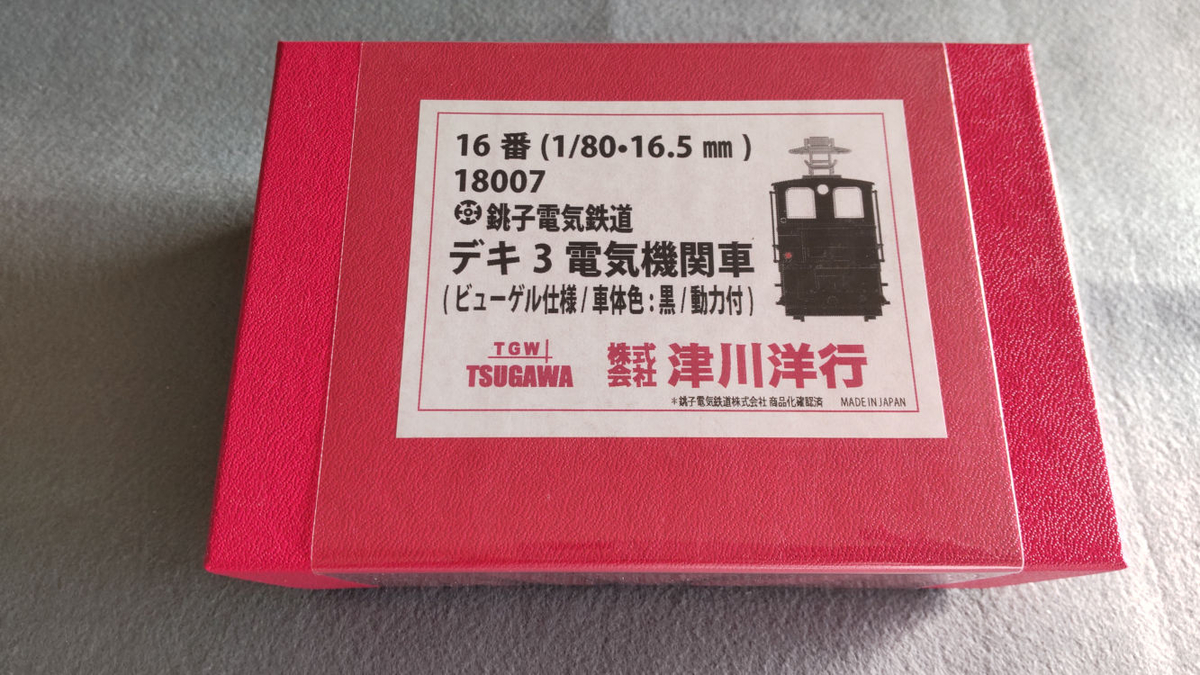 16 番 (1/80・16.5 ㎜ )
18007
銚子電気鉄道
デキ 3 電気機関車
( ビューゲル仕様 / 車体色 : 黒 / 動力付 )
TGW
TSUGAWA
株式会社 津川洋行
＊銚子電気鉄道株式会社 商品化確認済 MADE IN JAPAN